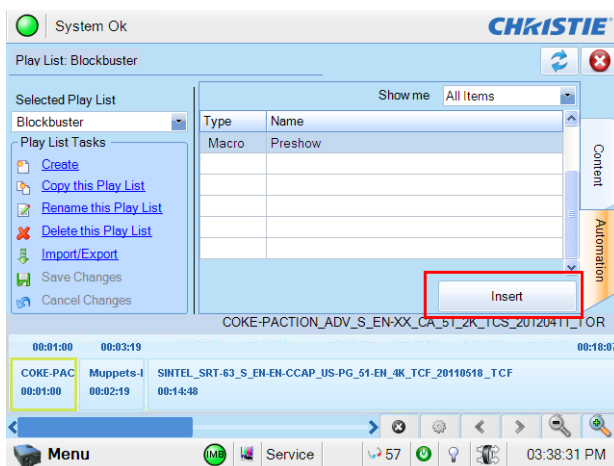 System Ok
CHRISTIE
Play List: Blockbuster
Selected Play List
Blockbuster
Play List Tasks
Create
Copy this Play List
Rename this Play List
Delete this Play List
Import/Export
Save Changes
Cancel Changes
Show me All Items
Type Name
Macro Preshow
Insert
Content
Automation
COKE-PACTION_ADV_S_EN-XX_CA_51_2K_TCS_20120411_TOR
00:01:00 00:03:19 00:18:07
COKE-PAC Muppets-I SINTEL_SRT-63_S_EN-EN-CCAP_US-PG_51-EN_4K_TCF_20110518_TCF
00:01:00 00:02:19 00:14:48
Menu IMB Service 57 03:38:31 PM